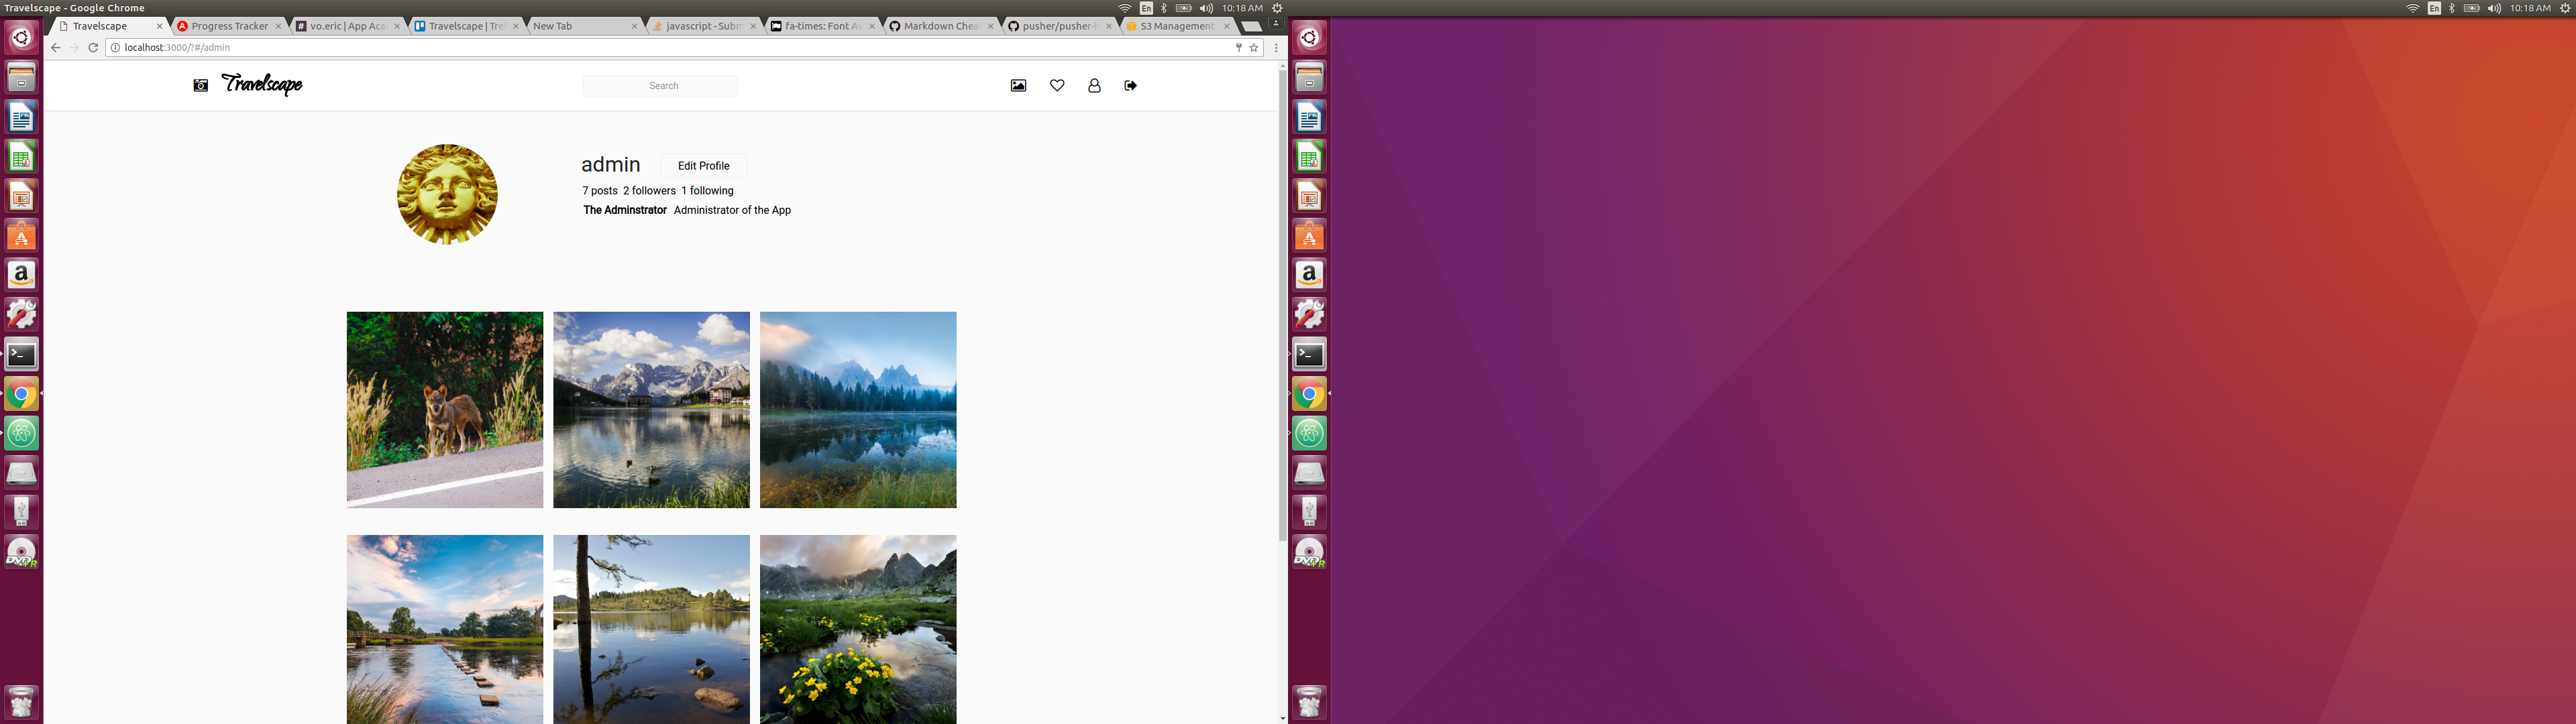 Travelscape - Google Chrome
En
10:18 AM
En
10:18 AM
Travelscape
Progress Tracker
vo.eric | App Aca
Travelscape | Trel
New Tab
javascript - Subm
fa-times: Font Aw
Markdown Cheat
pusher/pusher-h
S3 Management
localhost:3000/?#/admin
Travelscape
Search
admin
Edit Profile
7 posts 2 followers 1 following
The Adminstrator Administrator of the App